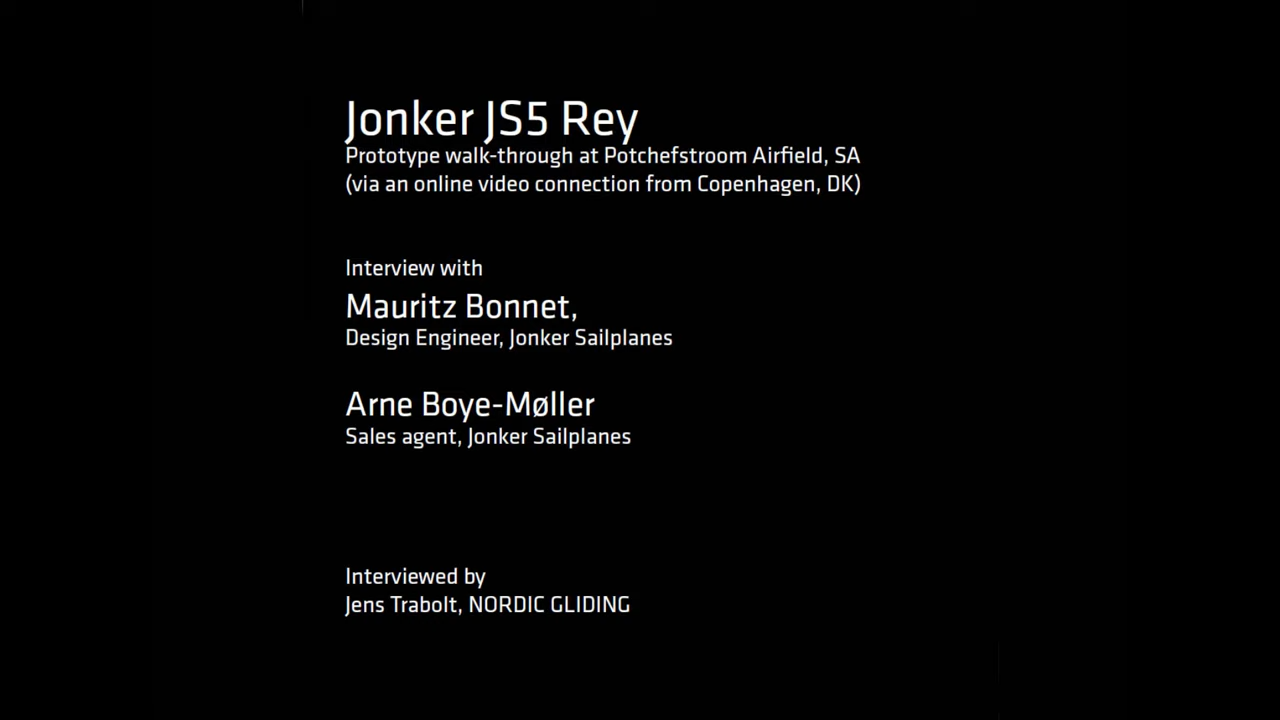 Jonker JS5 Rey
Prototype walk-through at Potchefstroom Airfield, SA
(via an online video connection from Copenhagen, DK)
Interview with
Mauritz Bonnet,
Design Engineer, Jonker Sailplanes
Arne Boye-Møller
Sales agent, Jonker Sailplanes
Interviewed by
Jens Trabolt, NORDIC GLIDING